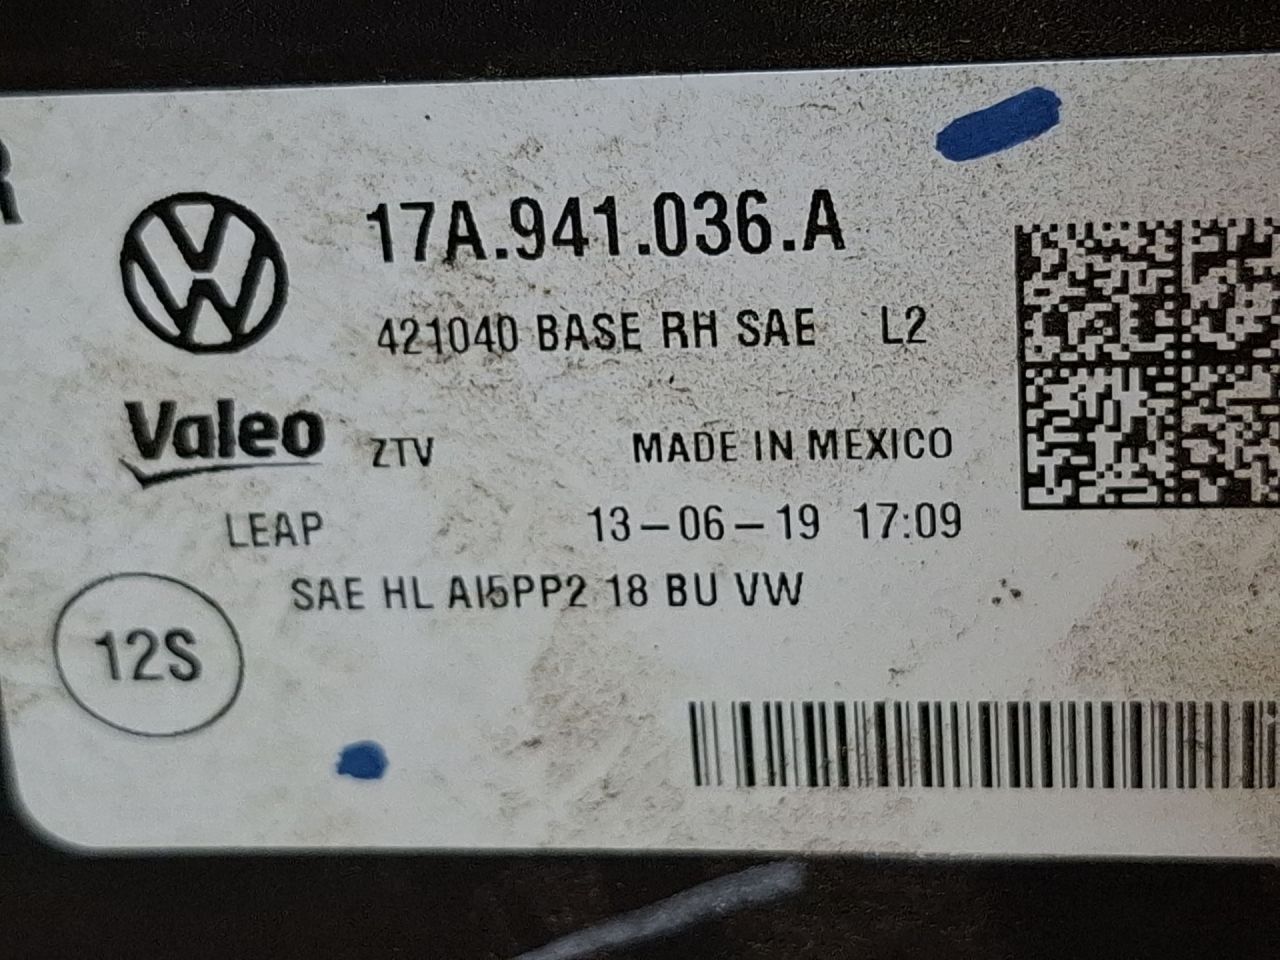 R
17A.941.036.A
421040 BASE RH SAE L2
Valeo ZTV MADE IN MEXICO
LEAP 13-06-19 17:09
SAE HL AI5PP2 18 BU VW
12S